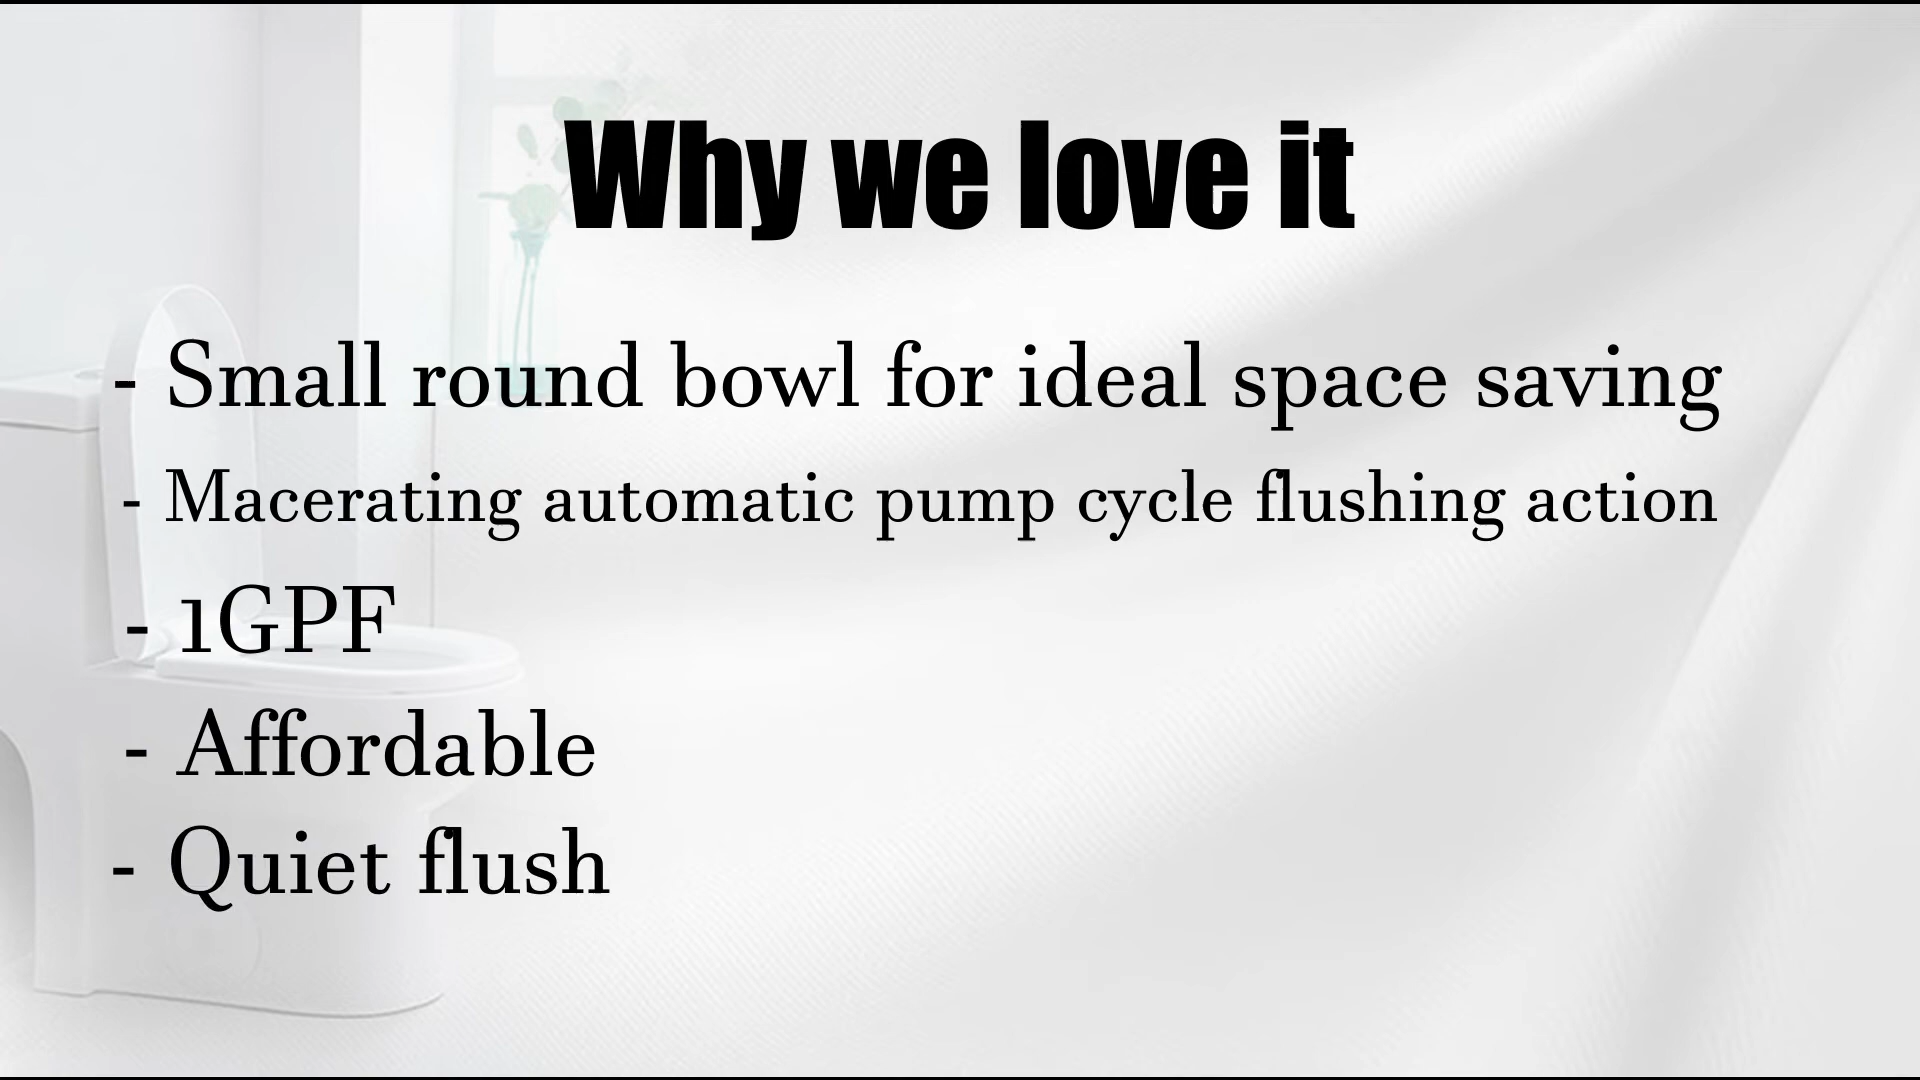 Why we love it
- Small round bowl for ideal space saving
- Macerating automatic pump cycle flushing action
- 1GPF
- Affordable
- Quiet flush